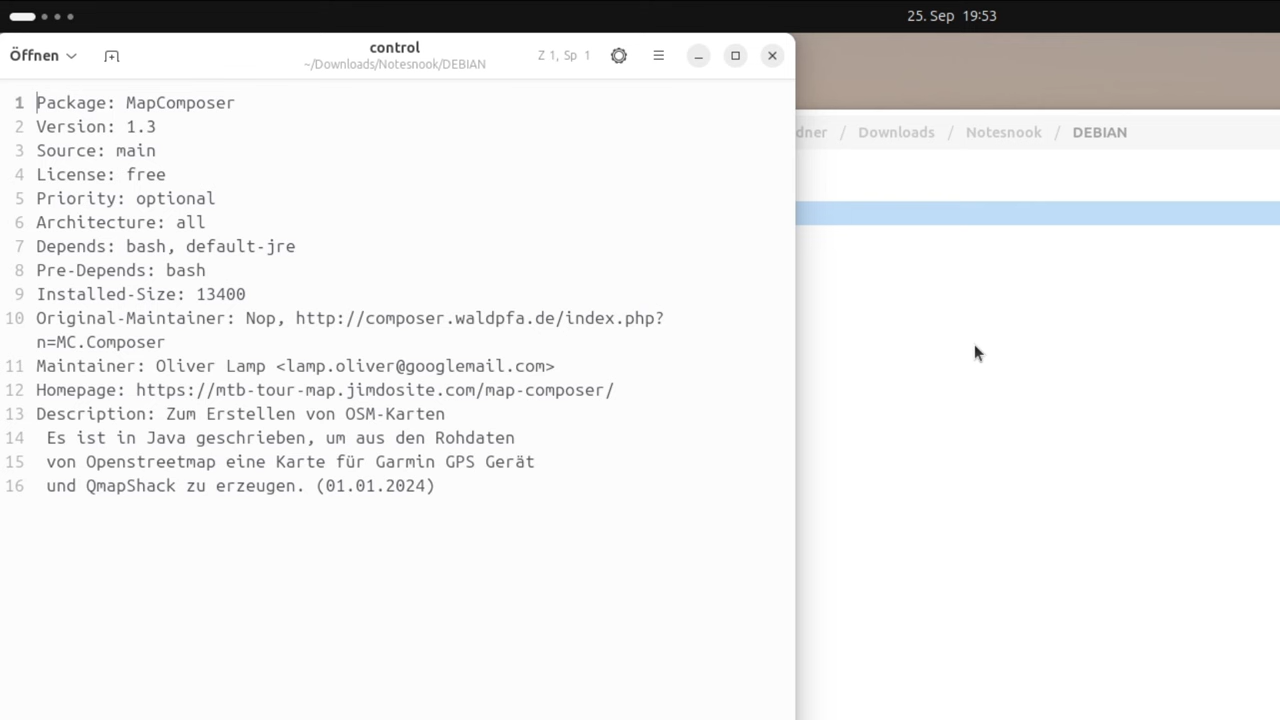 25. Sep 19:53
Öffnen
control
~/Downloads/Notesnook/DEBIAN
Z 1, Sp 1
dner / Downloads / Notesnook / DEBIAN
1 Package: MapComposer
2 Version: 1.3
3 Source: main
4 License: free
5 Priority: optional
6 Architecture: all
7 Depends: bash, default-jre
8 Pre-Depends: bash
9 Installed-Size: 13400
10 Original-Maintainer: Nop, http://composer.waldpfa.de/index.php?
n=MC.Composer
11 Maintainer: Oliver Lamp <lamp.oliver@googlemail.com>
12 Homepage: https://mtb-tour-map.jimdosite.com/map-composer/
13 Description: Zum Erstellen von OSM-Karten
14 Es ist in Java geschrieben, um aus den Rohdaten
15 von Openstreetmap eine Karte für Garmin GPS Gerät
16 und QmapShack zu erzeugen. (01.01.2024)